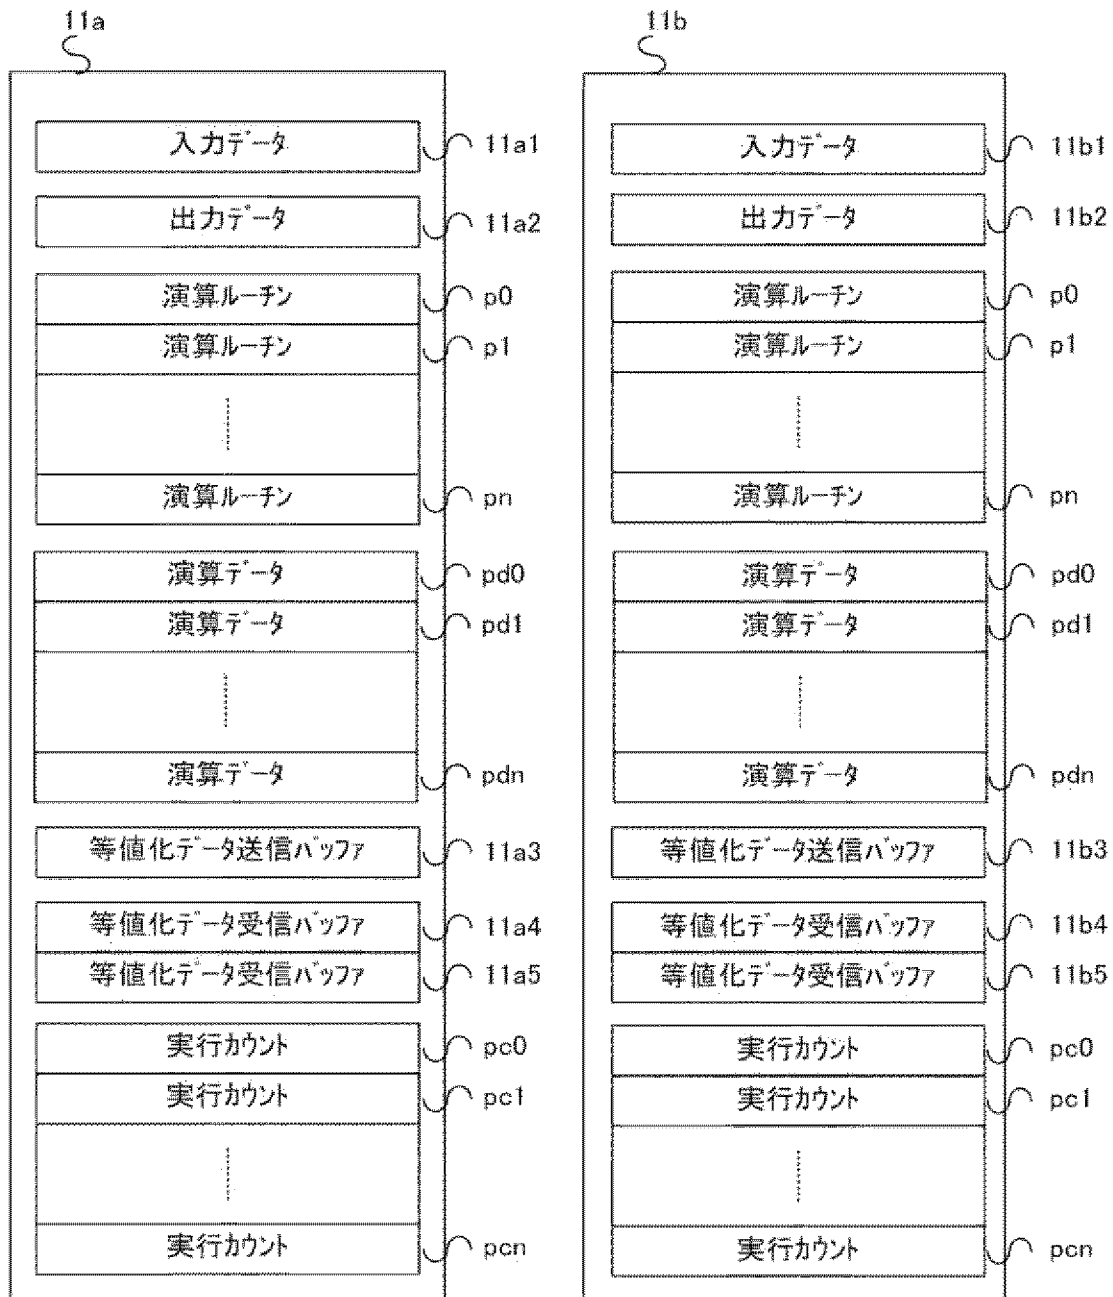 11a
入力データ 11a1
出力データ 11a2
演算ルーチン p0
演算ルーチン p1
演算ルーチン pn
演算データ pd0
演算データ pd1
演算データ pdn
等値化データ送信バッファ 11a3
等値化データ受信バッファ 11a4
等値化データ受信バッファ 11a5
実行カウント pc0
実行カウント pc1
実行カウント pcn
11b
入力データ 11b1
出力データ 11b2
演算ルーチン p0
演算ルーチン p1
演算ルーチン pn
演算データ pd0
演算データ pd1
演算データ pdn
等値化データ送信バッファ 11b3
等値化データ受信バッファ 11b4
等値化データ受信バッファ 11b5
実行カウント pc0
実行カウント pc1
実行カウント pcn